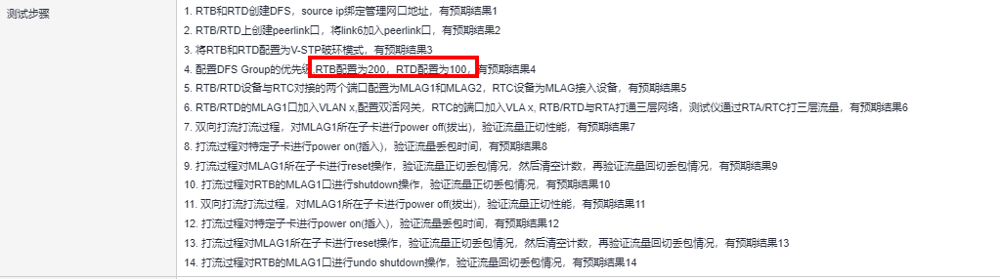 测试步骤
1. RTB和RTD创建DFS，source ip绑定管理网口地址，有预期结果1
2. RTB/RTD上创建peerlink口，将link6加入peerlink口，有预期结果2
3. 将RTB和RTD配置为V-STP破环模式，有预期结果3
4. 配置DFS Group的优先级,RTB配置为200，RTD配置为100，有预期结果4
5. RTB/RTD设备与RTC对接的两个端口配置为MLAG1和MLAG2，RTC设备为MLAG接入设备，有预期结果5
6. RTB/RTD的MLAG1口加入VLAN x,配置双活网关，RTC的端口加入VLA x, RTB/RTD与RTA打通三层网络，测试仪通过RTA/RTC打三层流量，有预期结果6
7. 双向打流打流过程，对MLAG1所在子卡进行power off(拔出)，验证流量正切性能，有预期结果7
8. 打流过程对特定子卡进行power on(插入)，验证流量丢包时间，有预期结果8
9. 打流过程对MLAG1所在子卡进行reset操作，验证流量正切丢包情况，然后清空计数，再验证流量回切丢包情况，有预期结果9
10. 打流过程对RTB的MLAG1口进行shutdown操作，验证流量正切丢包情况，有预期结果10
11. 双向打流打流过程，对MLAG1所在子卡进行power off(拔出)，验证流量正切性能，有预期结果11
12. 打流过程对特定子卡进行power on(插入)，验证流量丢包时间，有预期结果12
13. 打流过程对MLAG1所在子卡进行reset操作，验证流量正切丢包情况，然后清空计数，再验证流量回切丢包情况，有预期结果13
14. 打流过程对RTB的MLAG1口进行undo shutdown操作，验证流量回切丢包情况，有预期结果14